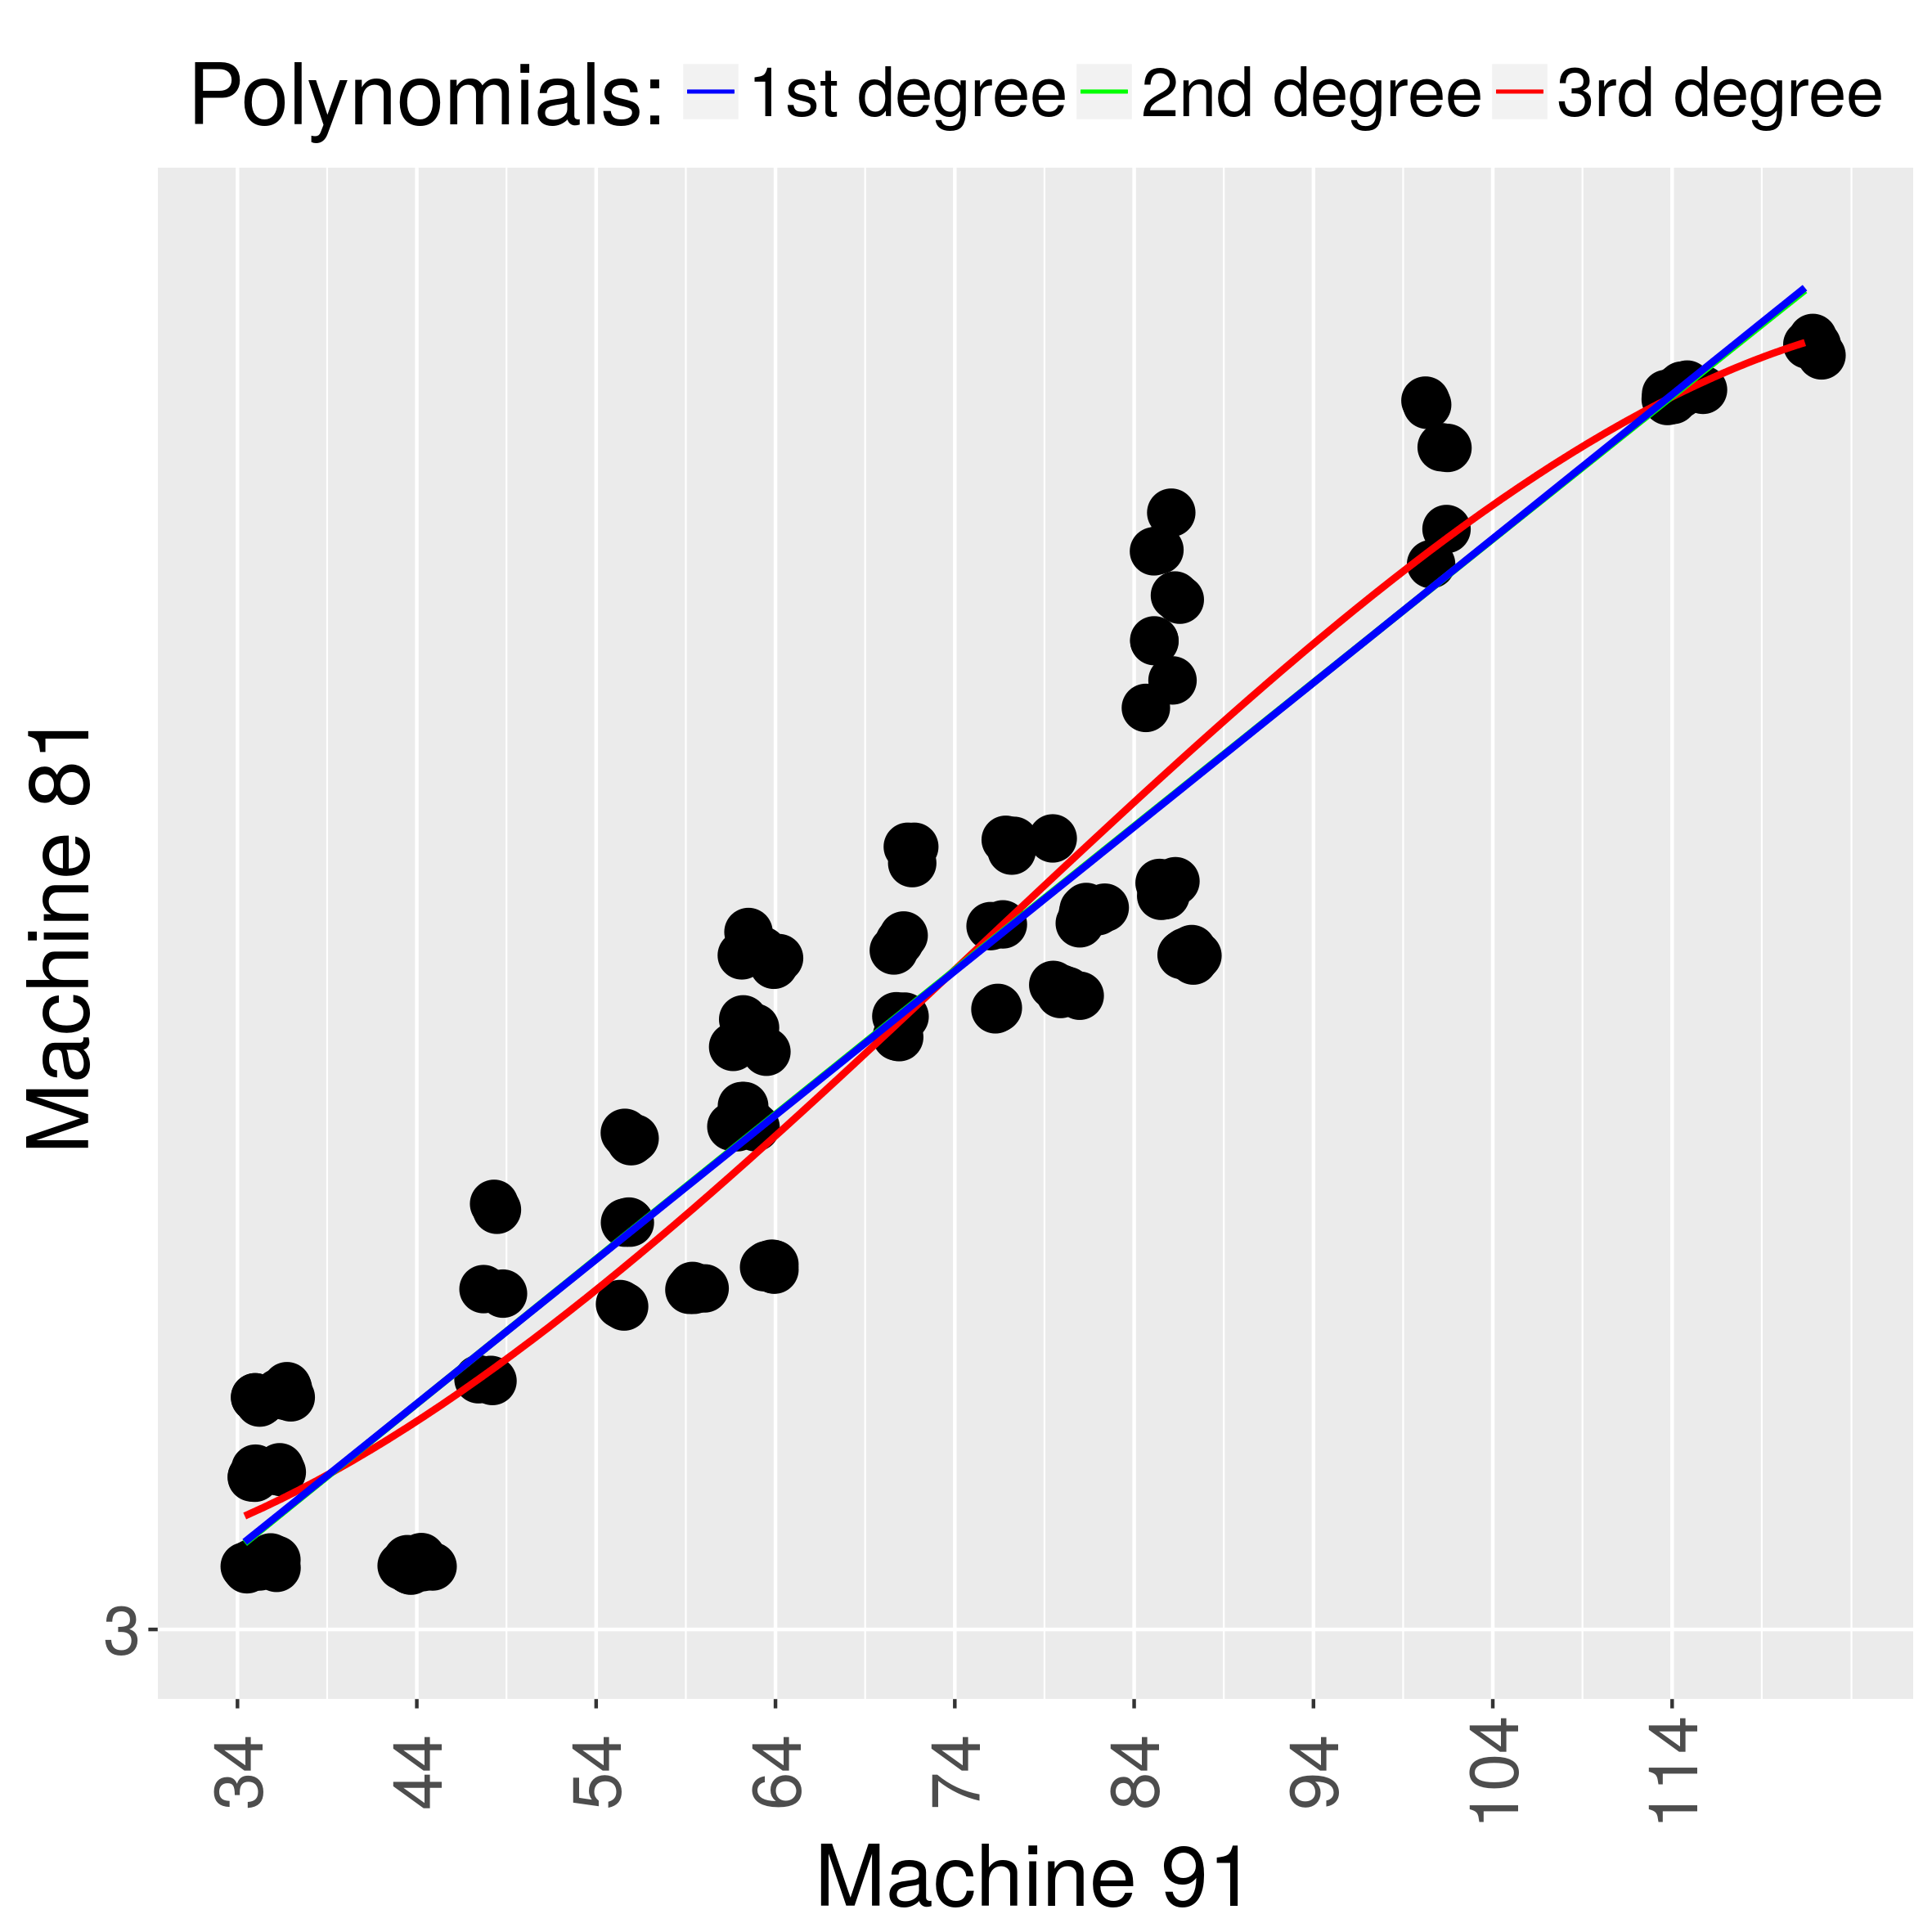 Polynomials: 1st degree 2nd degree 3rd degree
Machine 81
3
34 44 54 64 74 84 94 104 114
Machine 91